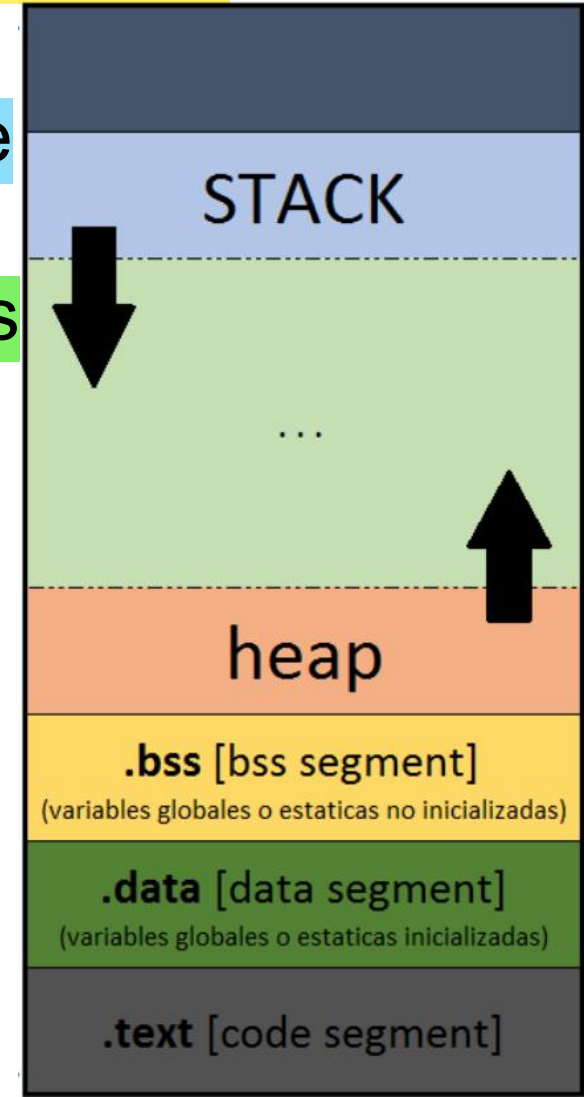 e
STACK
s
...
heap
.bss [bss segment]
(variables globales o estaticas no inicializadas)
.data [data segment]
(variables globales o estaticas inicializadas)
.text [code segment]